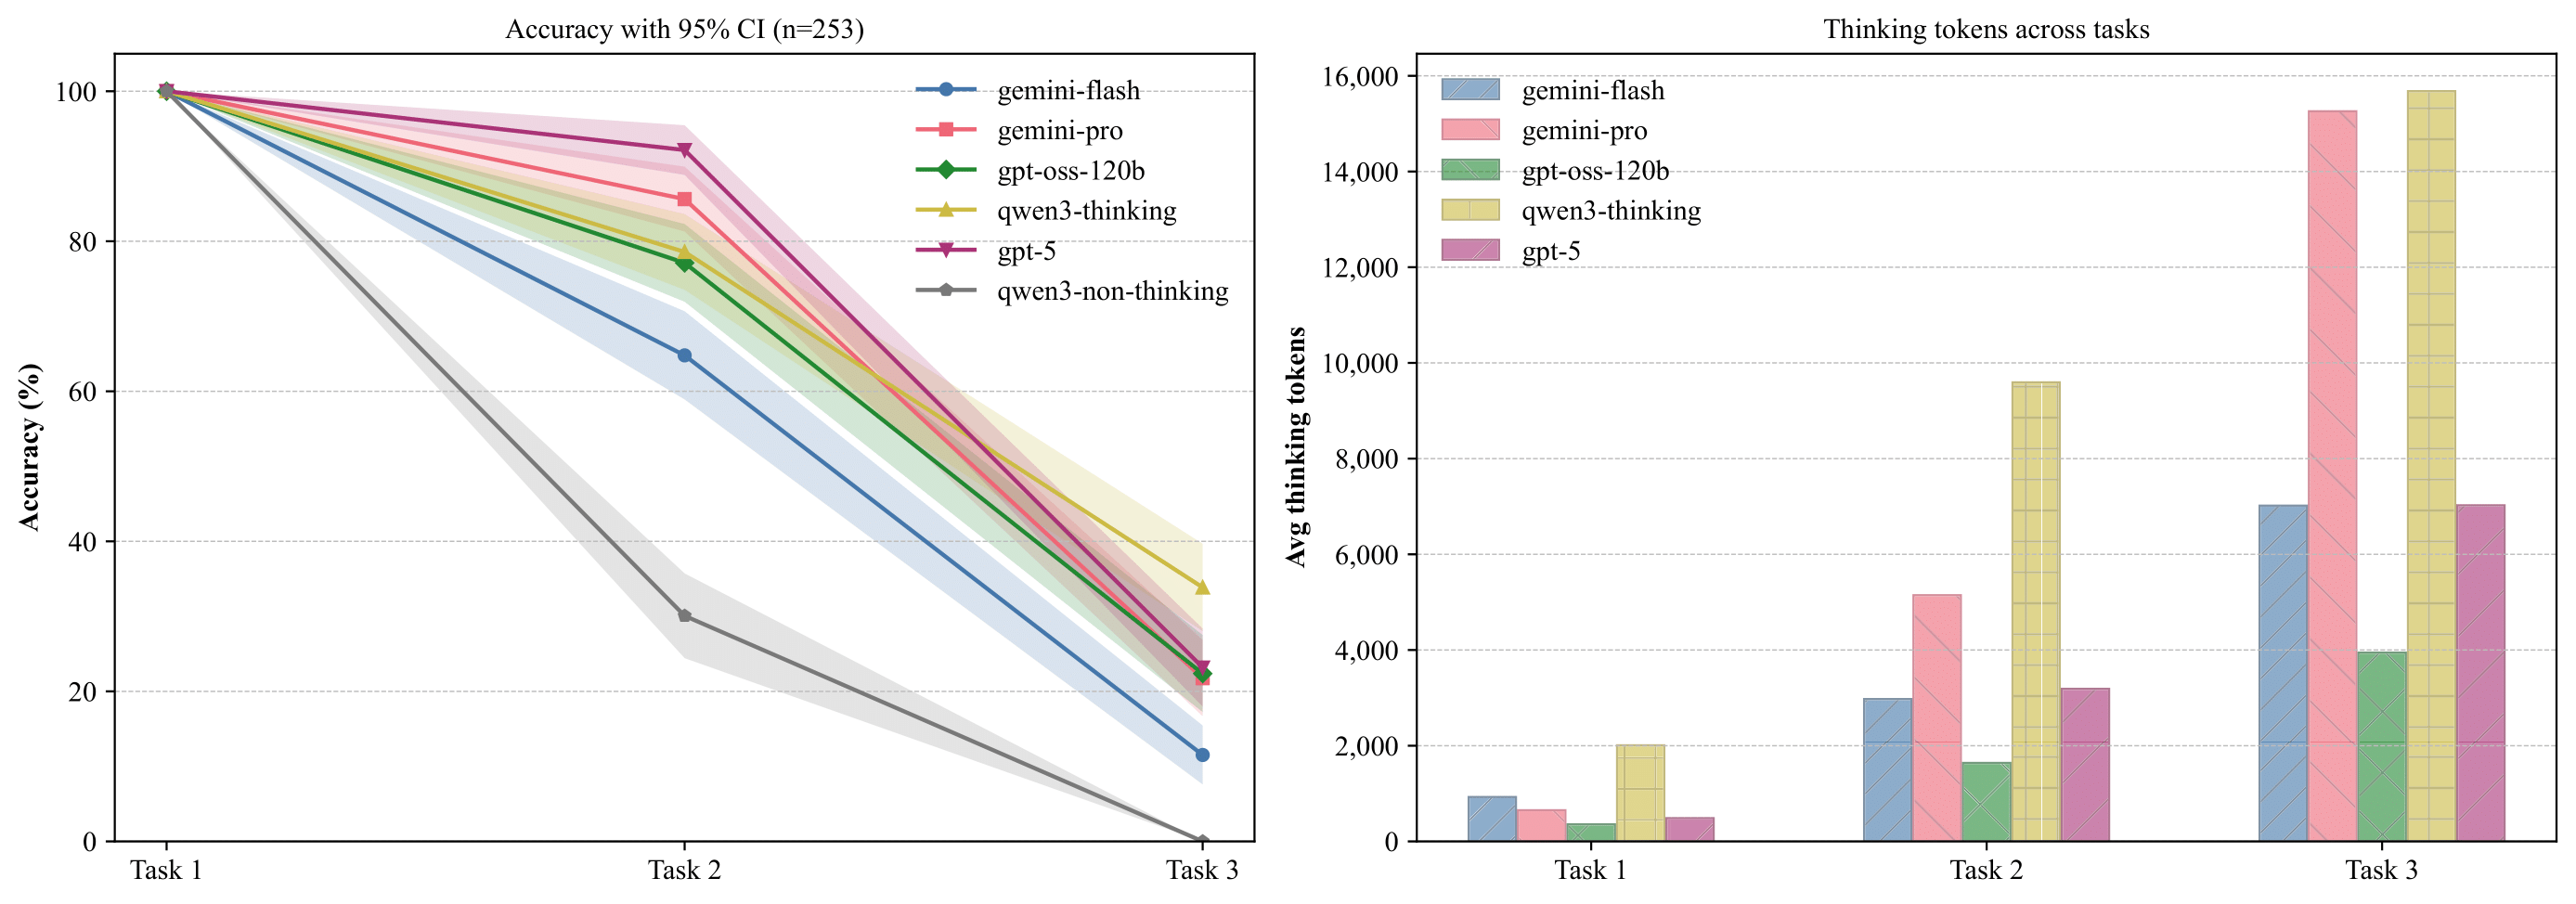 Accuracy with 95% CI (n=253)
Accuracy (%)
100
80
60
40
20
0
Task 1
Task 2
Task 3
gemini-flash
gemini-pro
gpt-oss-120b
qwen3-thinking
gpt-5
qwen3-non-thinking
Thinking tokens across tasks
Avg thinking tokens
16,000
14,000
12,000
10,000
8,000
6,000
4,000
2,000
0
Task 1
Task 2
Task 3
gemini-flash
gemini-pro
gpt-oss-120b
qwen3-thinking
gpt-5